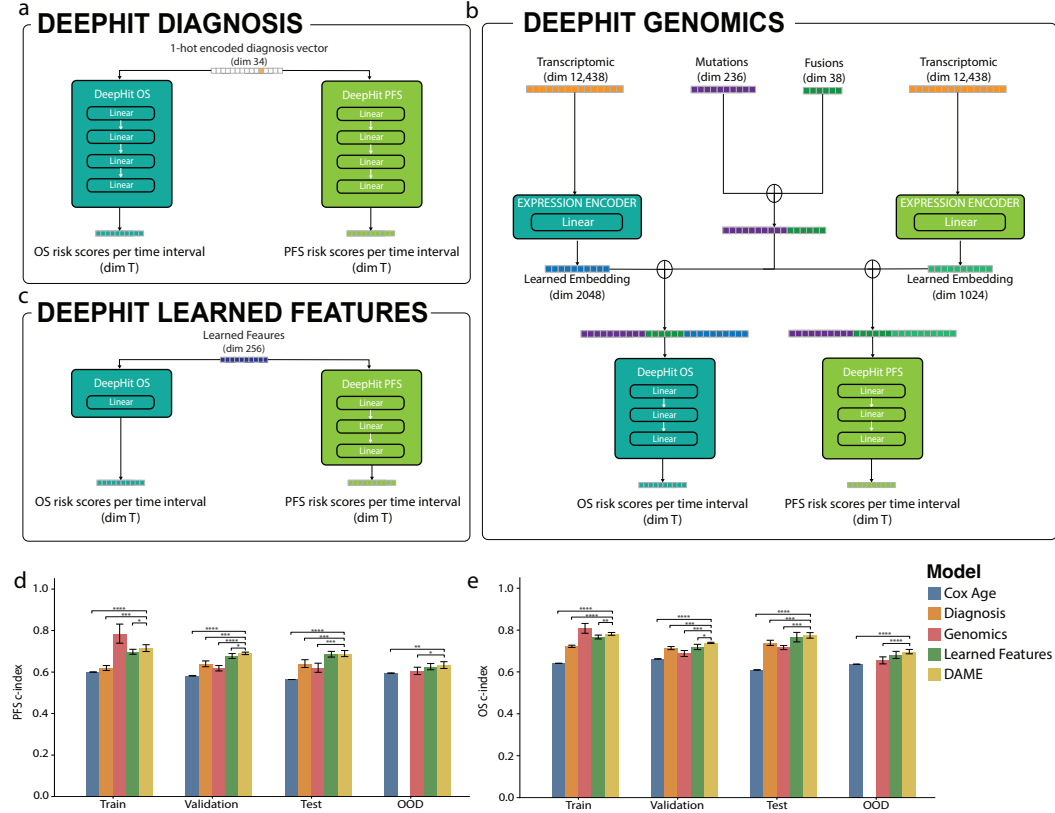 a
DEEPHIT DIAGNOSIS
1-hot encoded diagnosis vector
(dim 34)
DeepHit OS
Linear
Linear
Linear
Linear
OS risk scores per time interval
(dim T)
DeepHit PFS
Linear
Linear
Linear
Linear
PFS risk scores per time interval
(dim T)
b
DEEPHIT GENOMICS
Transcriptomic
(dim 12,438)
Mutations
(dim 236)
Fusions
(dim 38)
Transcriptomic
(dim 12,438)
EXPRESSION ENCODER
Linear
EXPRESSION ENCODER
Linear
Learned Embedding
(dim 2048)
Learned Embedding
(dim 1024)
DeepHit OS
Linear
Linear
Linear
OS risk scores per time interval
(dim T)
DeepHit PFS
Linear
Linear
Linear
PFS risk scores per time interval
(dim T)
c
DEEPHIT LEARNED FEATURES
Learned Feaures
(dim 256)
DeepHit OS
Linear
OS risk scores per time interval
(dim T)
DeepHit PFS
Linear
Linear
Linear
PFS risk scores per time interval
(dim T)
d
PFS c-index
1.0
0.8
0.6
0.4
0.2
0.0
****
***
*
****
***
****
*
****
***
***
**
*
Train
Validation
Test
OOD
e
OS c-index
1.0
0.8
0.6
0.4
0.2
0.0
****
****
**
****
***
***
*
****
***
***
****
****
Train
Validation
Test
OOD
Model
Cox Age
Diagnosis
Genomics
Learned Features
DAME